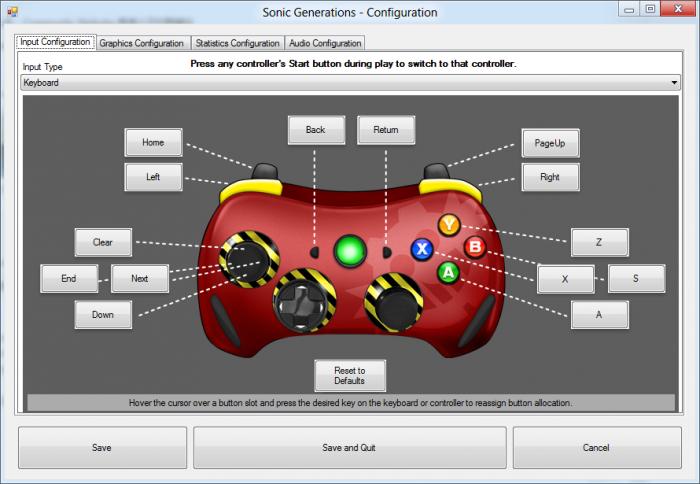 Sonic Generations - Configuration
Input Configuration
Graphics Configuration
Statistics Configuration
Audio Configuration
Input Type
Press any controller's Start button during play to switch to that controller.
Keyboard
Home
Back
Return
PageUp
Left
Right
Y
Clear
X
B
Z
End
Next
A
X
S
Down
A
Reset to
Defaults
Hover the cursor over a button slot and press the desired key on the keyboard or controller to reassign button allocation.
Save
Save and Quit
Cancel